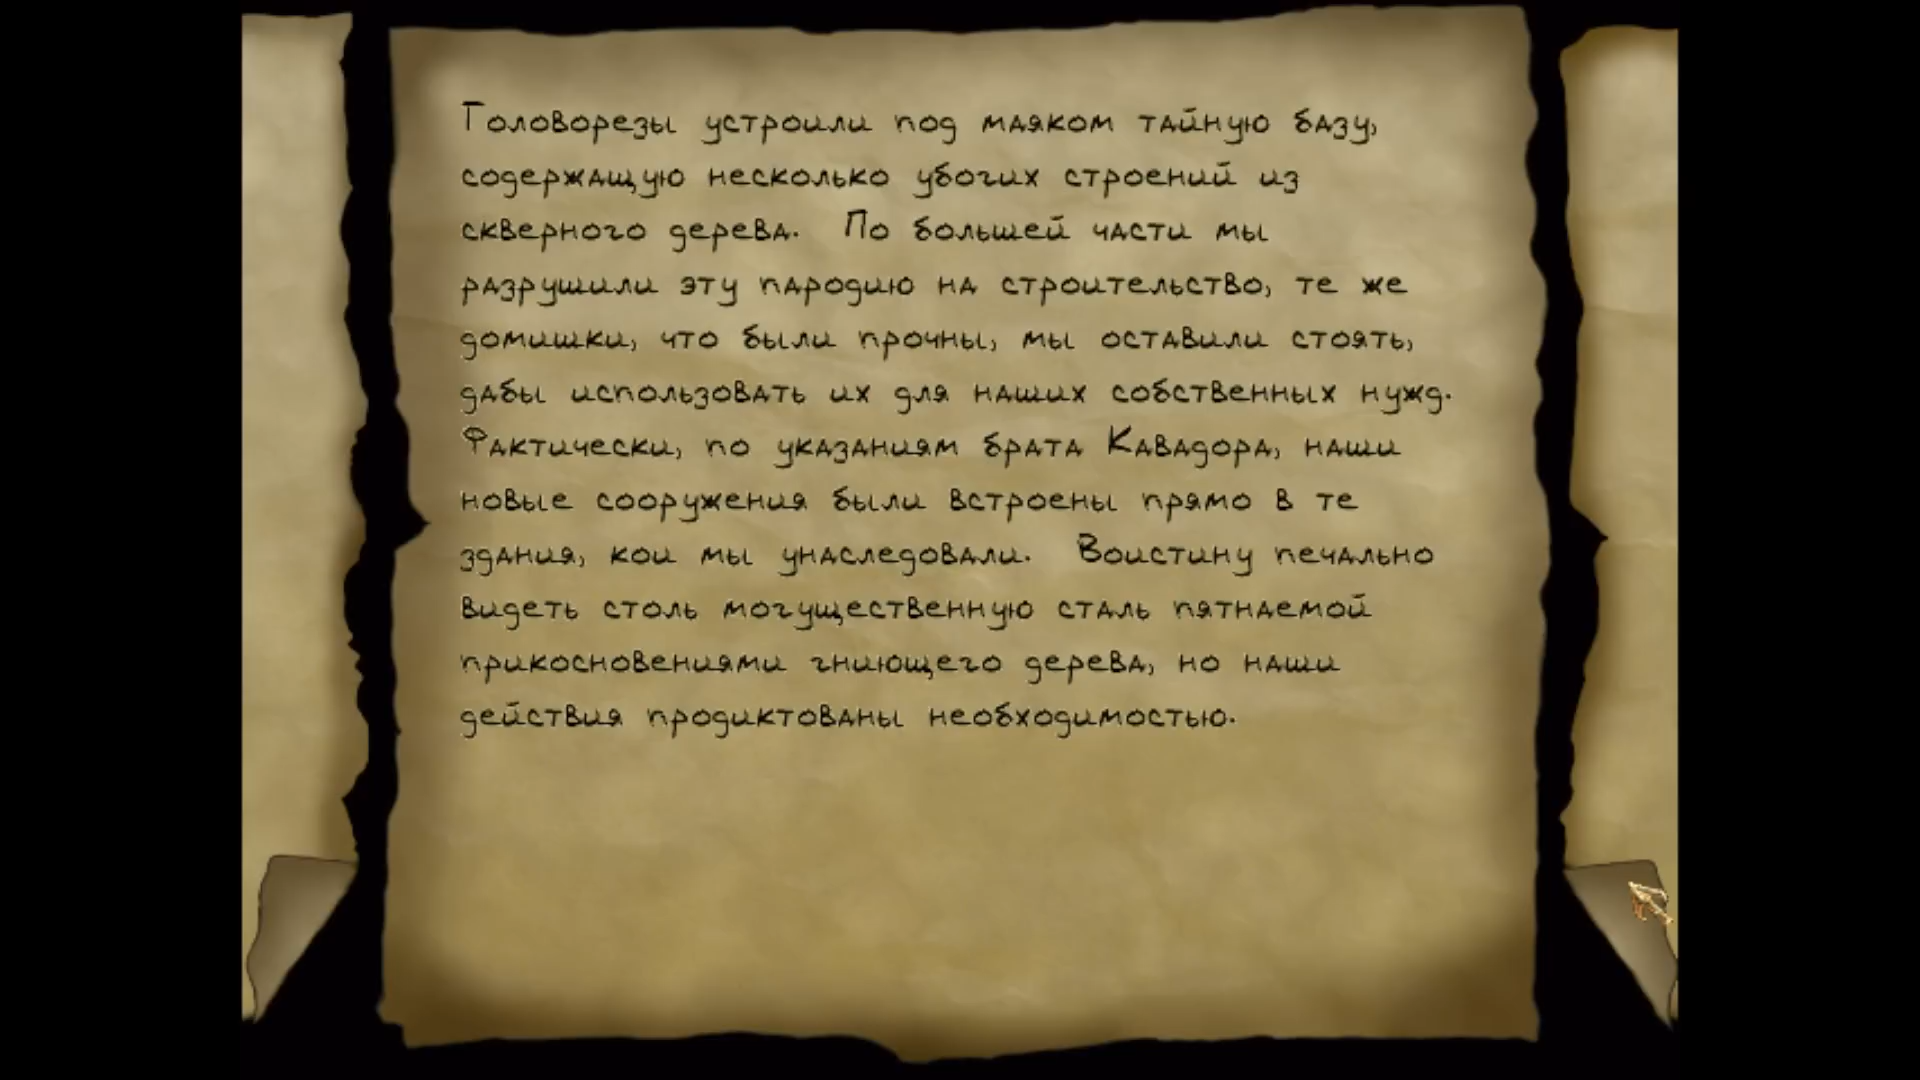 Головорезы устроили под маяком тайную базу,
содержащую несколько убогих строений из
скверного дерева. По большей части мы
разрушили эту пародию на строительство, те же
домишки, что были прочны, мы оставили стоять,
дабы использовать их для наших собственных нужд.
Фактически, по указаниям брата Кавадора, наши
новые сооружения были встроены прямо в те
здания, кои мы унаследовали. Воистину печально
видеть столь могущественную сталь пятнаемой
прикосновениями гниющего дерева, но наши
действия продиктованы необходимостью.